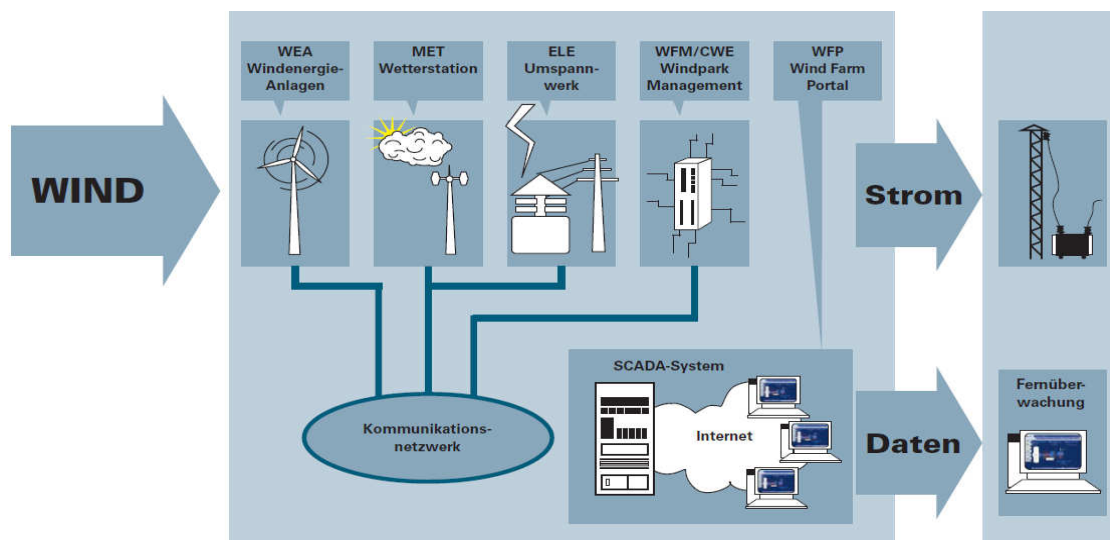 WEA
Windenergie-
Anlagen
MET
Wetterstation
ELE
Umspann-
werk
WFM/CWE
Windpark
Management
WFP
Wind Farm
Portal
WIND
Strom
SCADA-System
Internet
Kommunikations-
netzwerk
Daten
Fernüber-
wachung